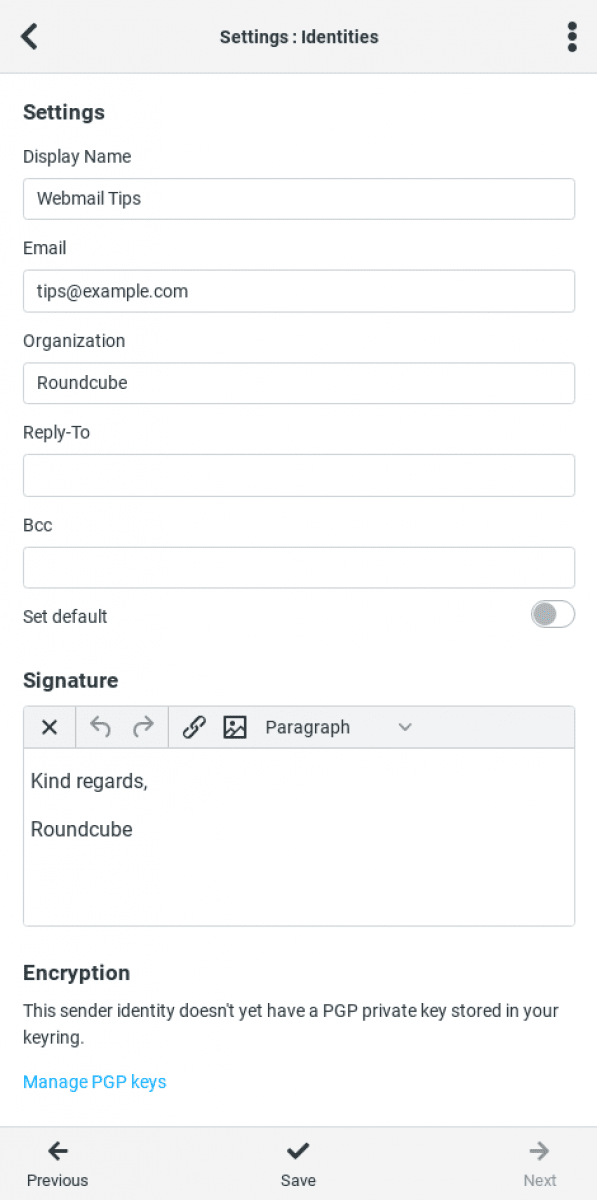 Settings : Identities
Settings
Display Name
Webmail Tips
Email
tips@example.com
Organization
Roundcube
Reply-To
Bcc
Set default
Signature
Paragraph
Kind regards,
Roundcube
Encryption
This sender identity doesn't yet have a PGP private key stored in your
keyring.
Manage PGP keys
Previous
Save
Next